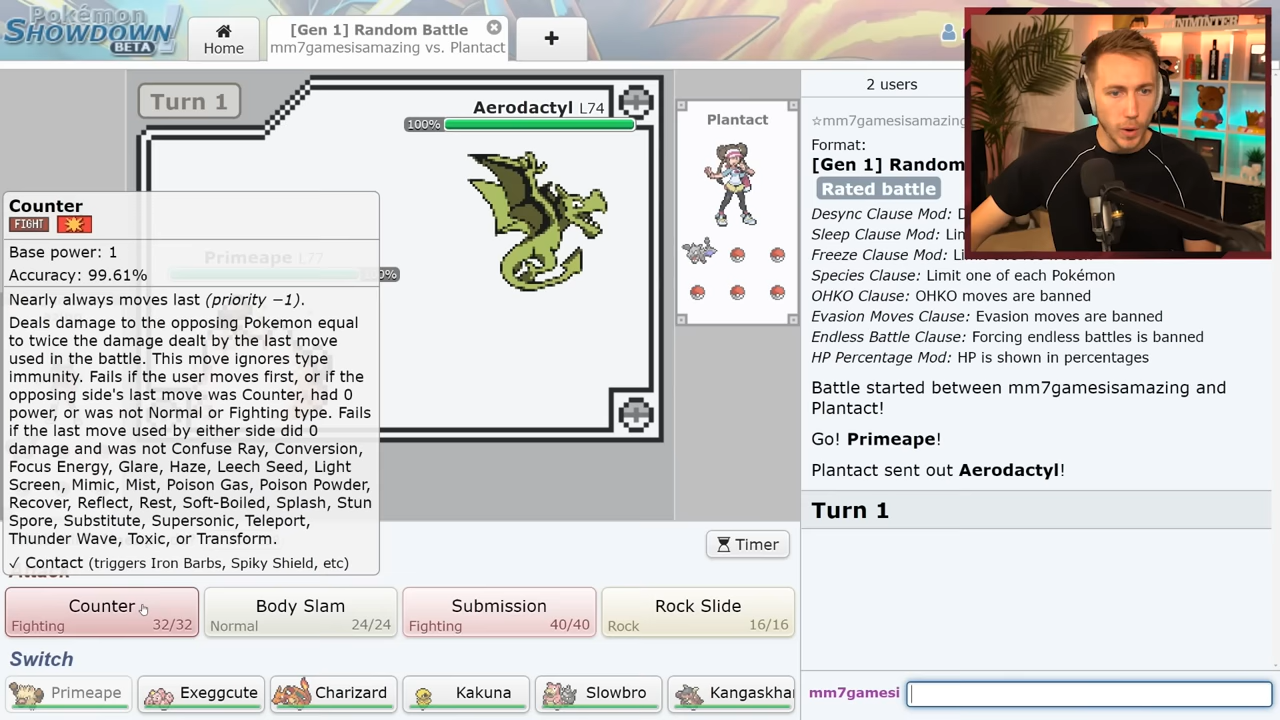 Pokémon
SHOWDOWN!
BETA
Home
[Gen 1] Random Battle
mm7gamesisamazing vs. Plantact
+
Turn 1
Aerodactyl L74
100%
Plantact
Counter
FIGHT
Base power: 1
Accuracy: 99.61%
Primeape L77
Nearly always moves last (priority −1).
Deals damage to the opposing Pokemon equal
to twice the damage dealt by the last move
used in the battle. This move ignores type
immunity. Fails if the user moves first, or if the
opposing side's last move was Counter, had 0
power, or was not Normal or Fighting type. Fails
if the last move used by either side did 0
damage and was not Confuse Ray, Conversion,
Focus Energy, Glare, Haze, Leech Seed, Light
Screen, Mimic, Mist, Poison Gas, Poison Powder,
Recover, Reflect, Rest, Soft-Boiled, Splash, Stun
Spore, Substitute, Supersonic, Teleport,
Thunder Wave, Toxic, or Transform.
✓ Contact (triggers Iron Barbs, Spiky Shield, etc)
Timer
Counter
Fighting 32/32
Body Slam
Normal 24/24
Submission
Fighting 40/40
Rock Slide
Rock 16/16
Switch
Primeape
Exeggcute
Charizard
Kakuna
Slowbro
Kangaskha
2 users
☆mm7gamesisamazing
Format:
[Gen 1] Random
Rated battle
Desync Clause Mod:
Sleep Clause Mod:
Freeze Clause Mod:
Species Clause: Limit one of each Pokémon
OHKO Clause: OHKO moves are banned
Evasion Moves Clause: Evasion moves are banned
Endless Battle Clause: Forcing endless battles is banned
HP Percentage Mod: HP is shown in percentages
Battle started between mm7gamesisamazing and
Plantact!
Go! Primeape!
Plantact sent out Aerodactyl!
Turn 1
mm7gamesi